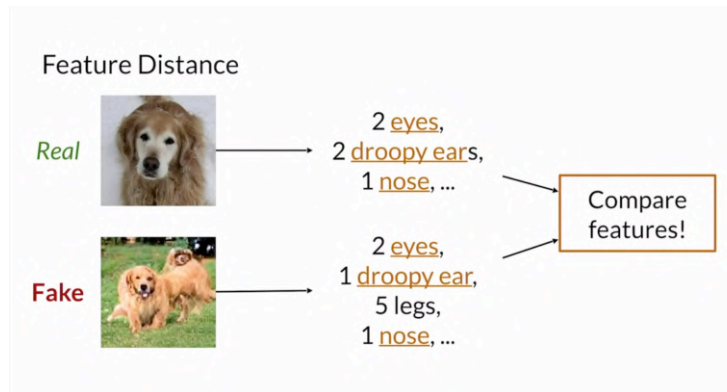 Feature Distance
Real
2 eyes,
2 droopy ears,
1 nose, ...
Compare
features!
Fake
2 eyes,
1 droopy ear,
5 legs,
1 nose, ...